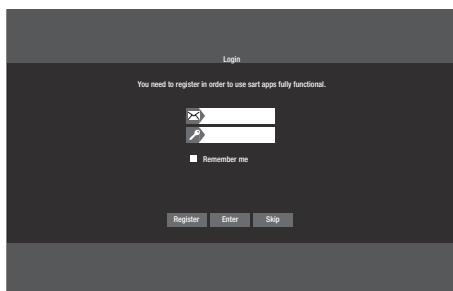 Login
You need to register in order to use sart apps fully functional.
Remember me
Register Enter Skip